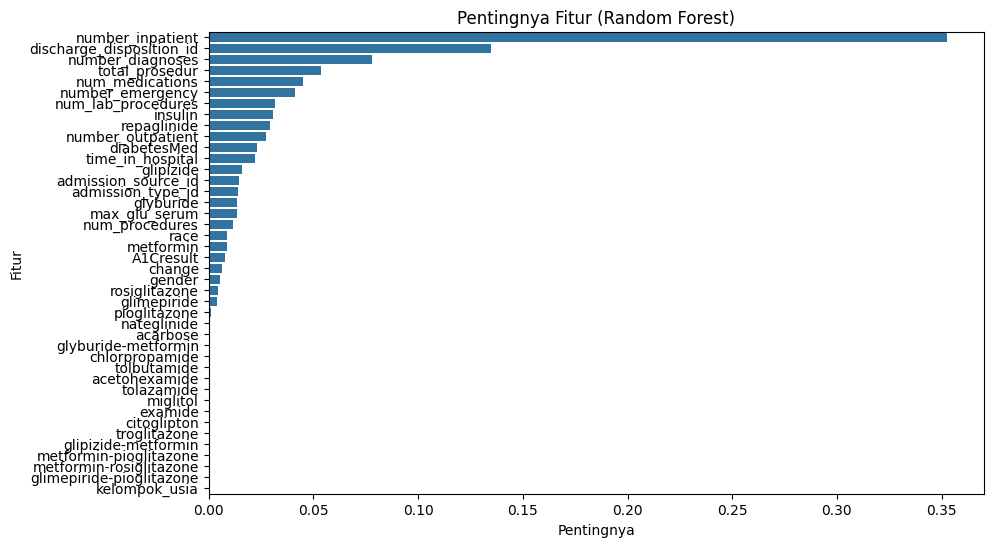 Pentingnya Fitur (Random Forest)
number_inpatient
discharge_disposition_id
number_diagnoses
total_prosedur
num_medications
number_emergency
num_lab_procedures
insulin
repaglinide
number_outpatient
diabetesMed
time_in_hospital
glipizide
admission_source_id
admission_type_id
glyburide
max_glu_serum
num_procedures
race
metformin
A1Cresult
change
gender
rosiglitazone
glimepiride
pioglitazone
nateglinide
acarbose
glyburide-metformin
chlorpropamide
tolbutamide
acetohexamide
tolazamide
miglitol
examide
citoglipton
troglitazone
glipizide-metformin
metformin-pioglitazone
metformin-rosiglitazone
glimepiride-pioglitazone
kelompok_usia
Fitur
0.00 0.05 0.10 0.15 0.20 0.25 0.30 0.35
Pentingnya